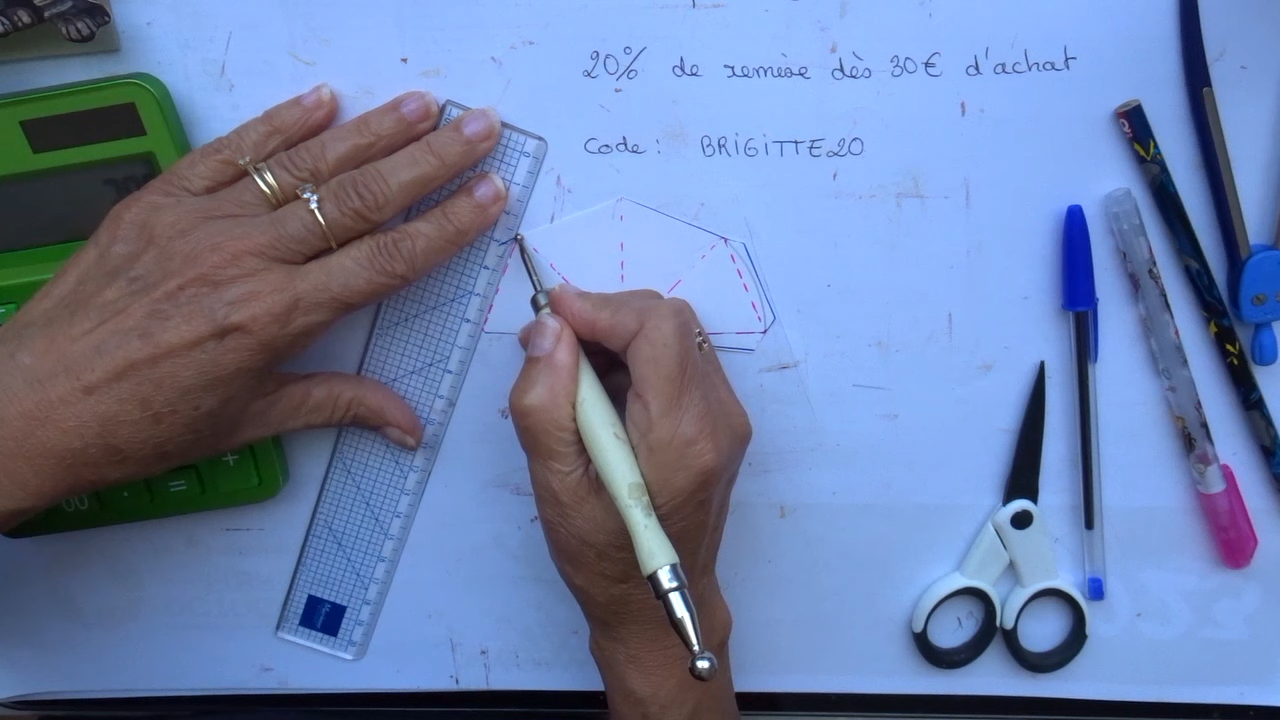 20% de remise dès 30€ d'achat
Code: BRIGITTE20